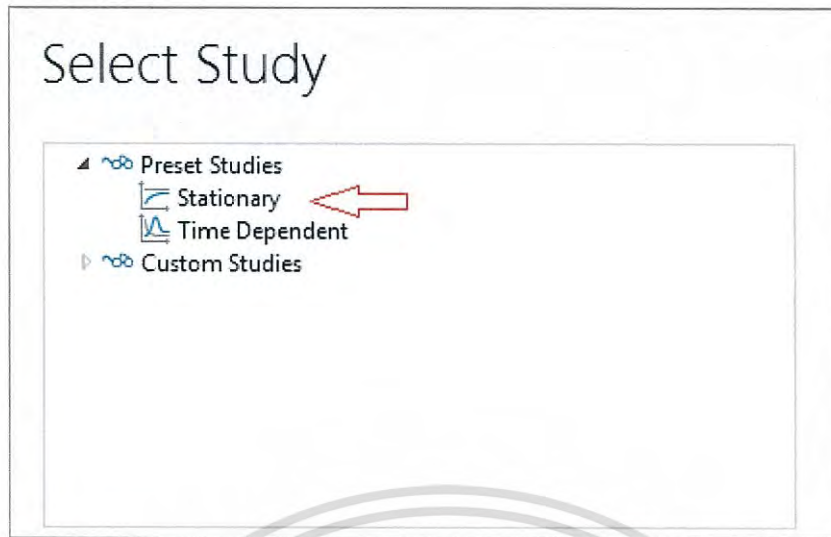 Select Study
Preset Studies
Stationary
Time Dependent
Custom Studies